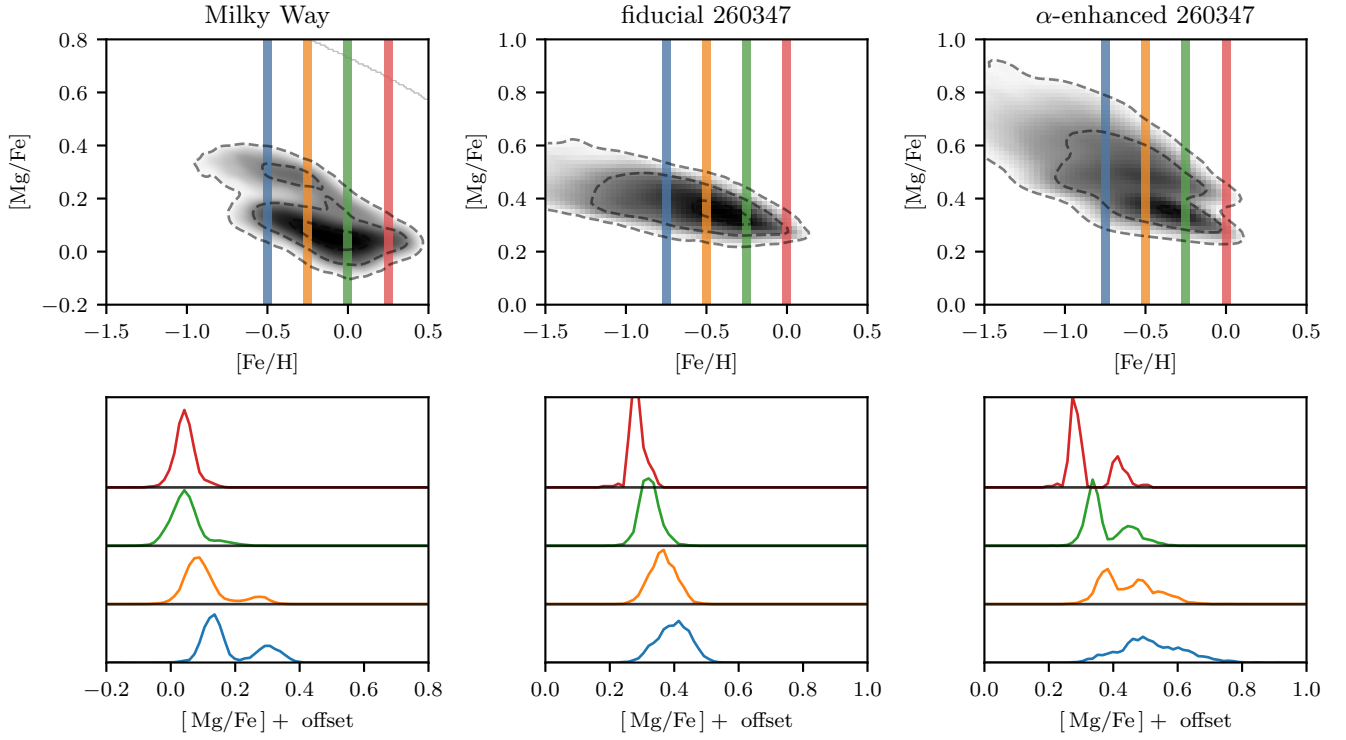 Milky Way
fiducial 260347
α-enhanced 260347
0.8
0.6
0.4
0.2
0.0
−0.2
[Mg/Fe]
−1.5 −1.0 −0.5 0.0 0.5
[Fe/H]
1.0
0.8
0.6
0.4
0.2
0.0
[Mg/Fe]
−1.5 −1.0 −0.5 0.0 0.5
[Fe/H]
1.0
0.8
0.6
0.4
0.2
0.0
[Mg/Fe]
−1.5 −1.0 −0.5 0.0 0.5
[Fe/H]
−0.2 0.0 0.2 0.4 0.6 0.8
[Mg/Fe] + offset
0.0 0.2 0.4 0.6 0.8 1.0
[Mg/Fe] + offset
0.0 0.2 0.4 0.6 0.8 1.0
[Mg/Fe] + offset